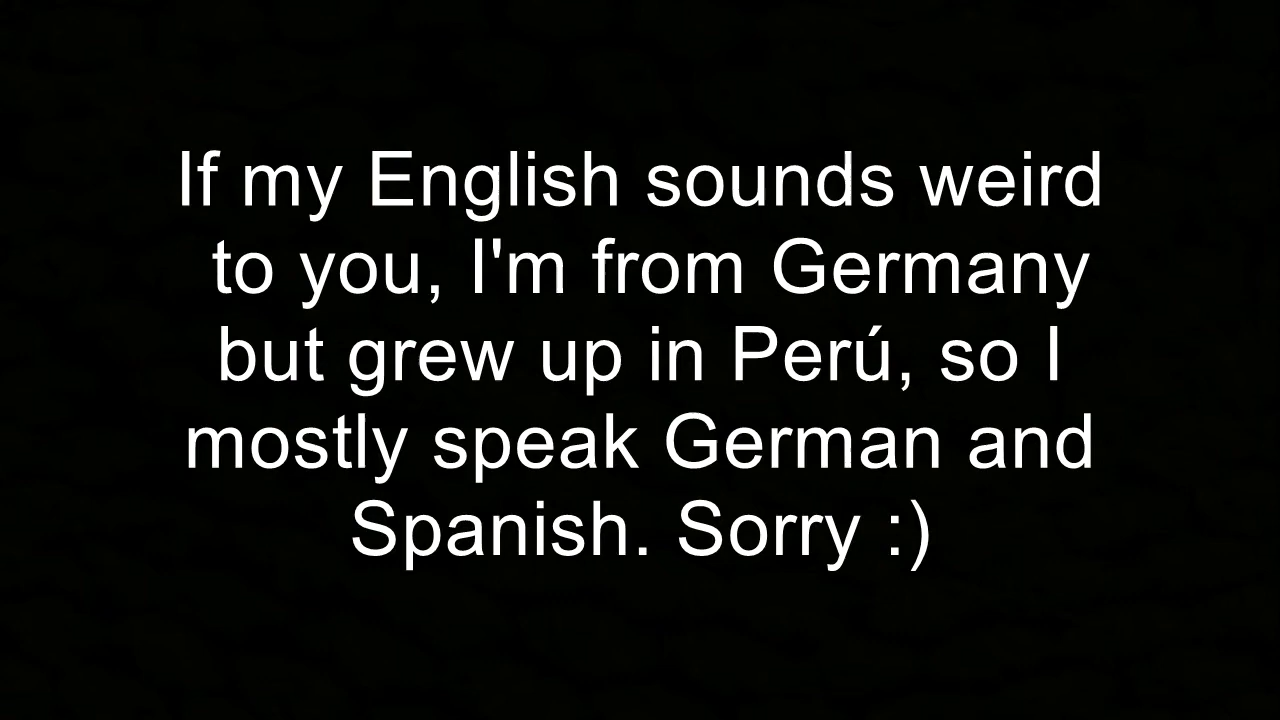 If my English sounds weird
to you, I'm from Germany
but grew up in Perú, so I
mostly speak German and
Spanish. Sorry :)